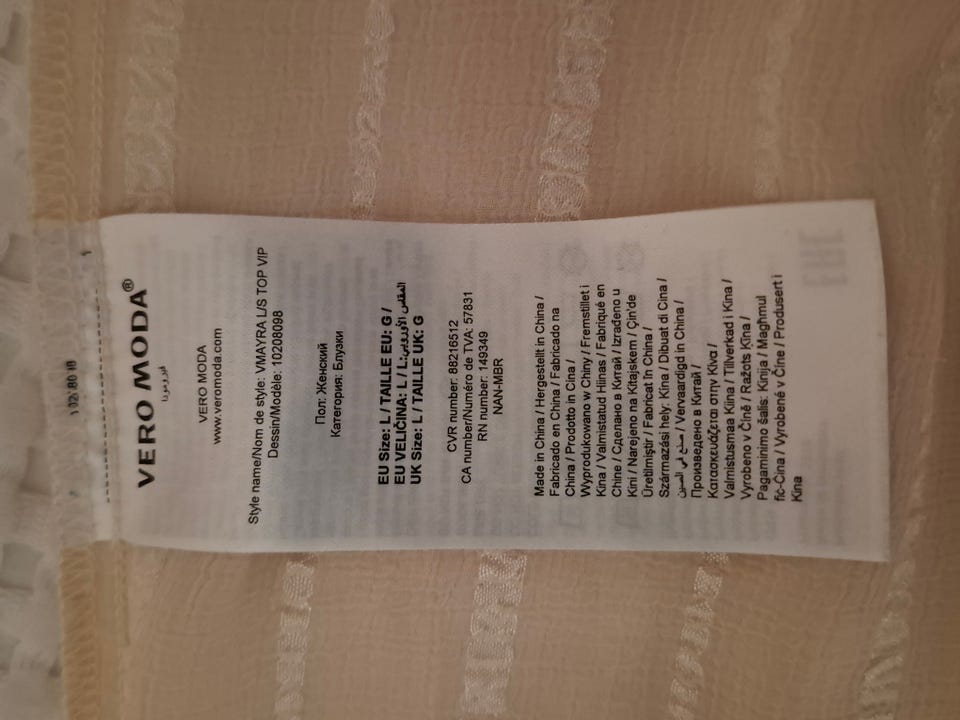 VERO MODA®
فيرومودا
VERO MODA
www.veromoda.com
Style name/Nom de style: VMAYRA L/S TOP VIP
Dessin/Modèle: 10208098
Пол: Женский
Категория: Блузки
EU Size: L / TAILLE EU: G /
EU VELIČINA: L / L:المقاس الأوروبي
UK Size: L / TAILLE UK: G
CVR number: 88216512
CA number/Numéro de TVA: 57831
RN number: 149349
NAN-MBR
Made in China / Hergestellt in China /
Fabricado en China / Fabricado na
China / Prodotto in Cina /
Wyprodukowano w Chiny / Fremstillet i
Kina / Valmistatud Hiinas / Fabriqué en
Chine / Сделано в Китай / Izrađeno u
Kini / Narejeno na Kitajskem / Çin'de
Üretilmiştir / Fabricat în China /
Származási hely: Kína / Dibuat di Cina /
صنع في الصين / Vervaardigd in China /
Произведено в Китай /
Κατασκευάζεται στην Κίνα /
Valmistusmaa Kiina / Tillverkad i Kina /
Vyrobeno v Číně / Ražots Ķīna /
Pagaminimo šalis: Kinija / Magħmul
fiċ-Ċina / Vyrobené v Číne / Produsert i
Kina